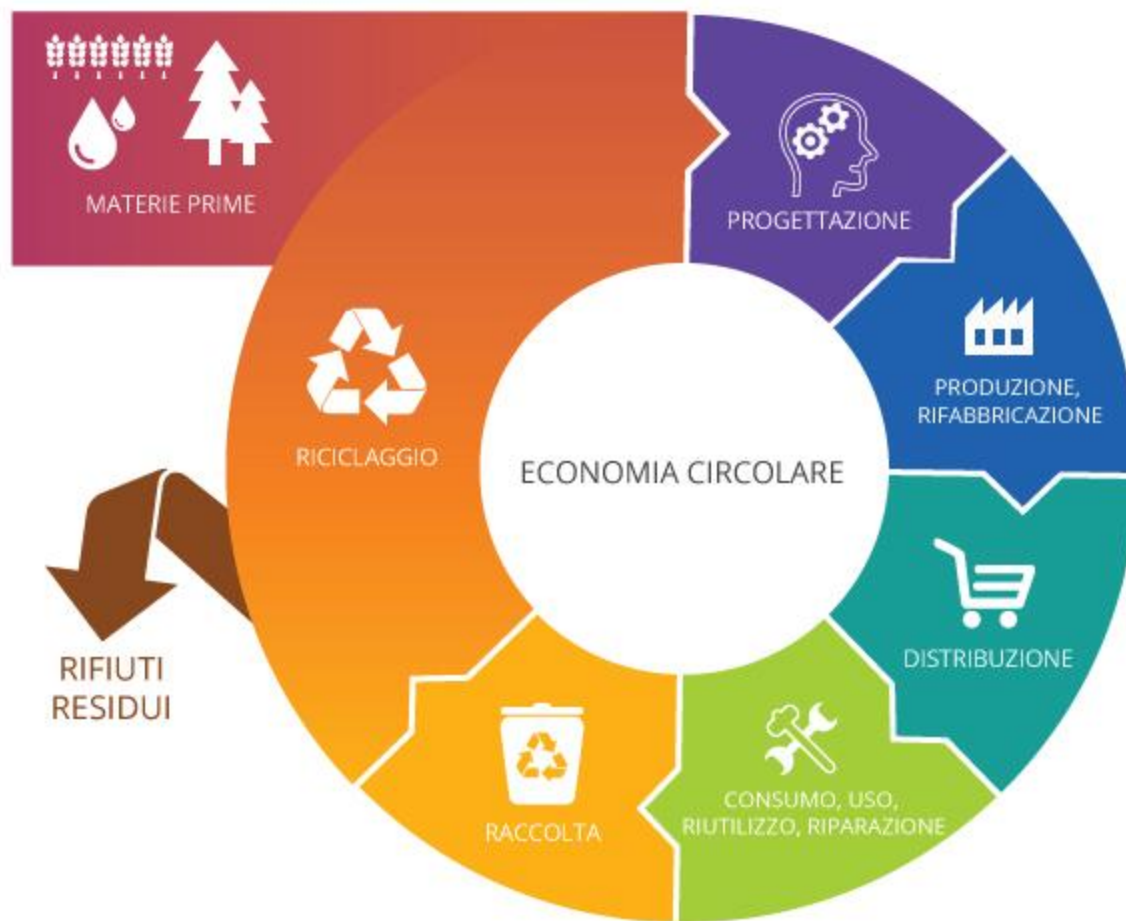 MATERIE PRIME
PROGETTAZIONE
PRODUZIONE,
RIFABBRICAZIONE
RICICLAGGIO
ECONOMIA CIRCOLARE
DISTRIBUZIONE
RIFIUTI
RESIDUI
CONSUMO, USO,
RIUTILIZZO, RIPARAZIONE
RACCOLTA